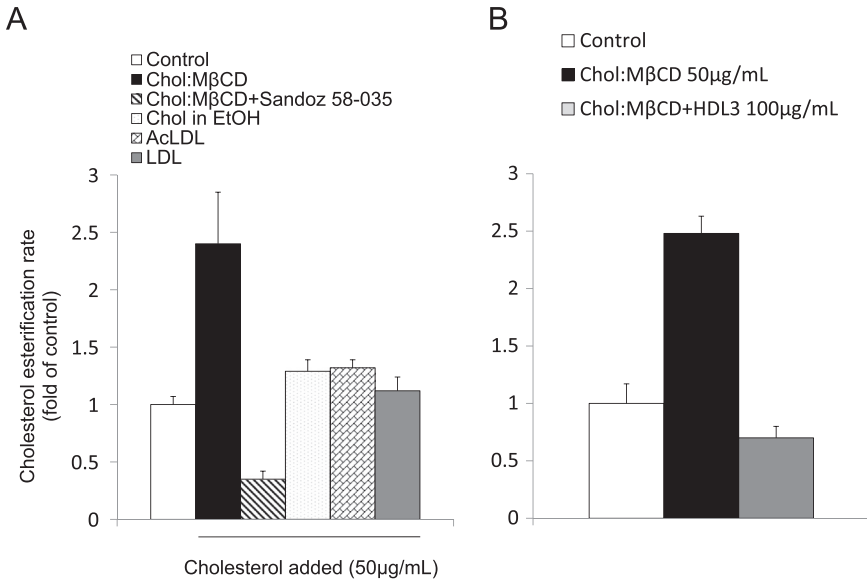 A
Control
Chol:MβCD
Chol:MβCD+Sandoz 58-035
Chol in EtOH
AcLDL
LDL
Cholesterol esterification rate
(fold of control)
3
2.5
2
1.5
1
0.5
0
Cholesterol added (50µg/mL)
B
Control
Chol:MβCD 50µg/mL
Chol:MβCD+HDL3 100µg/mL
3
2.5
2
1.5
1
0.5
0